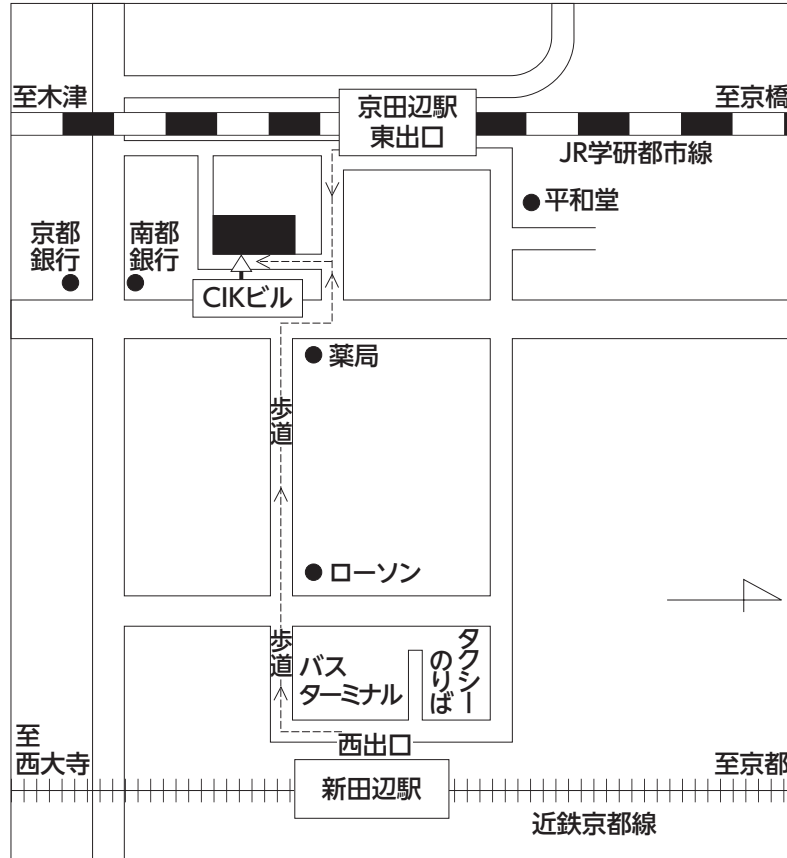 至木津
京田辺駅
東出口
至京橋
JR学研都市線
平和堂
京都
銀行
南都
銀行
CIKビル
薬局
歩道
ローソン
歩道
バス
ターミナル
タクシー
のりば
至
西大寺
西出口
至京都
新田辺駅
近鉄京都線